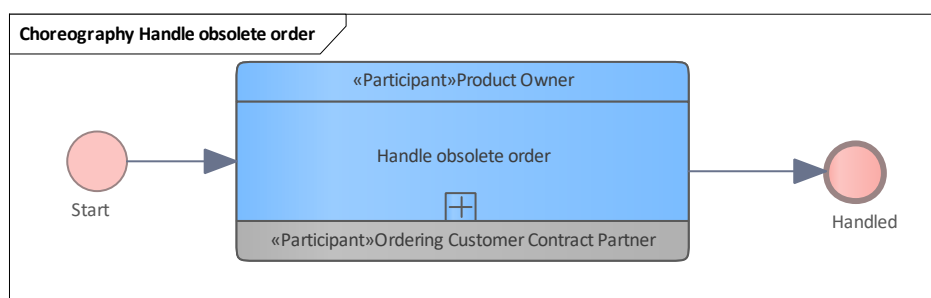 Choreography Handle obsolete order
«Participant»Product Owner
Handle obsolete order
«Participant»Ordering Customer Contract Partner
Start
Handled